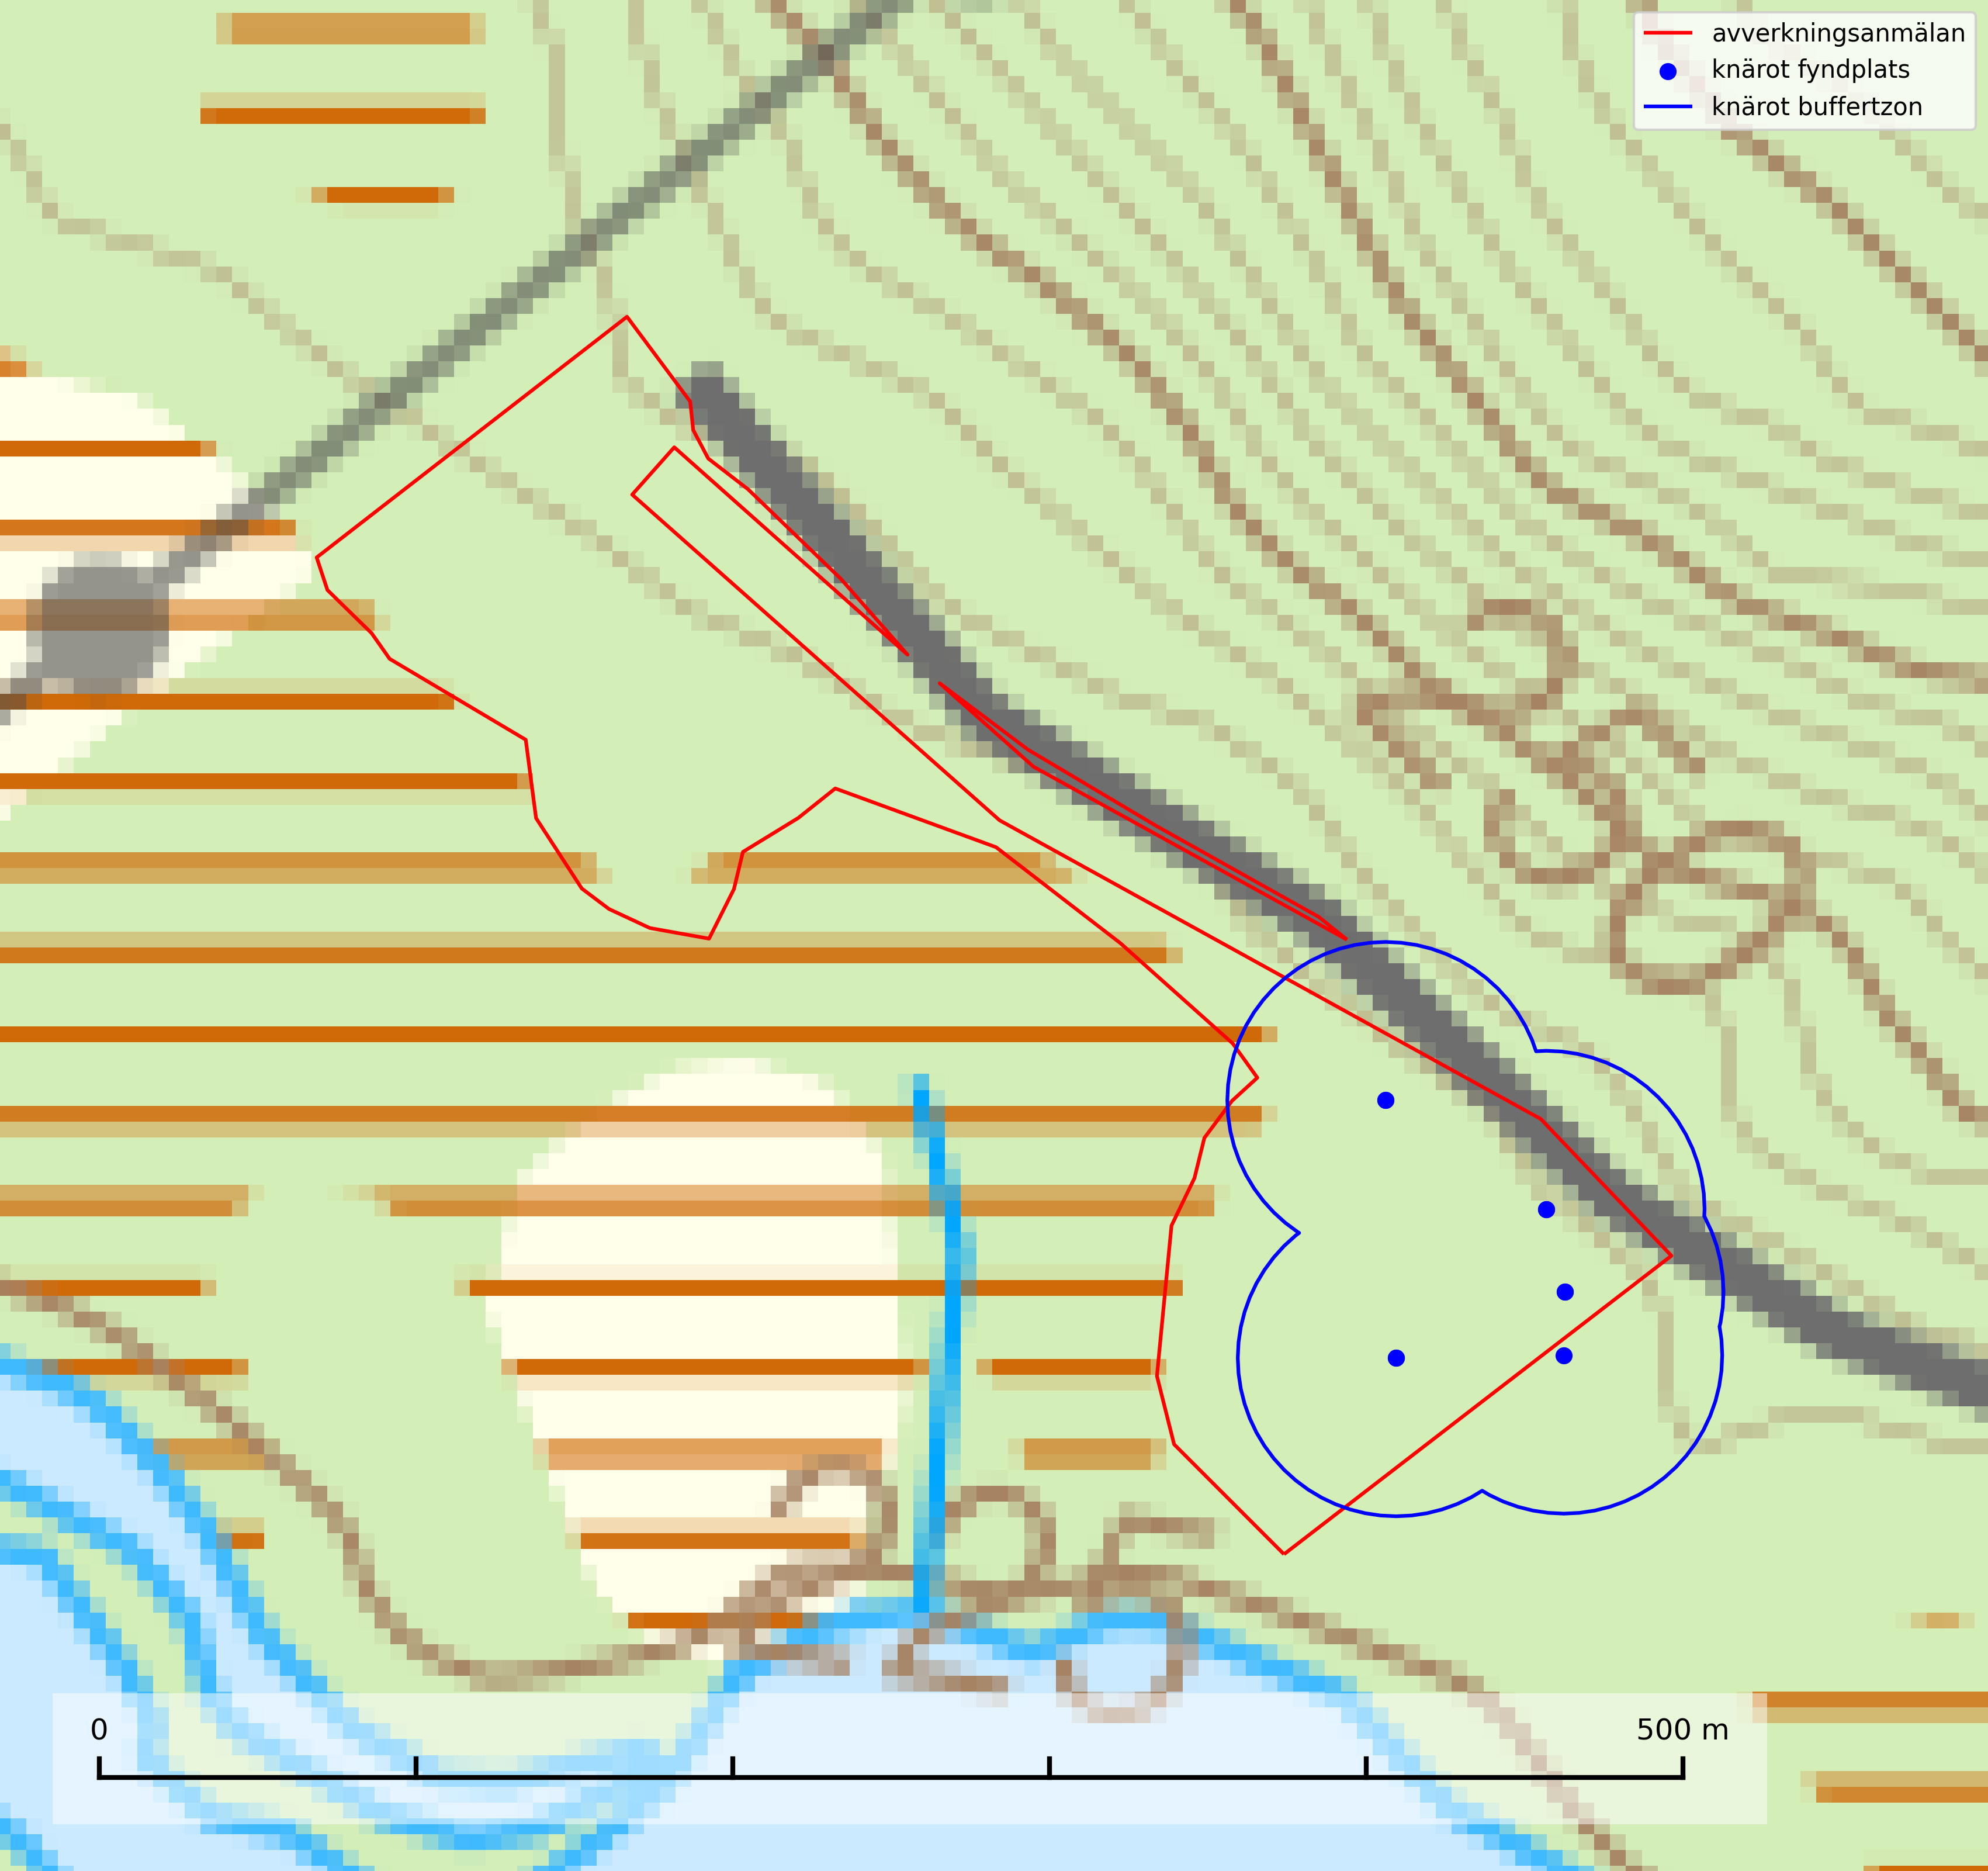 avverkningsanmälan
knärot fyndplats
knärot buffertzon
0
500 m